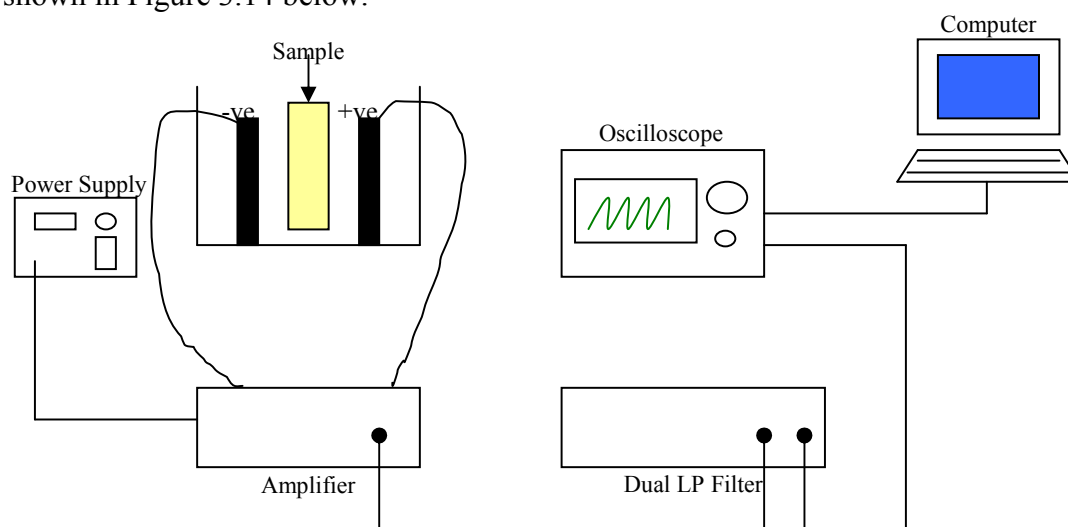 shown in Figure 3.14 below.
Computer
Sample
-ve
+ve
Oscilloscope
Power Supply
Amplifier
Dual LP Filter